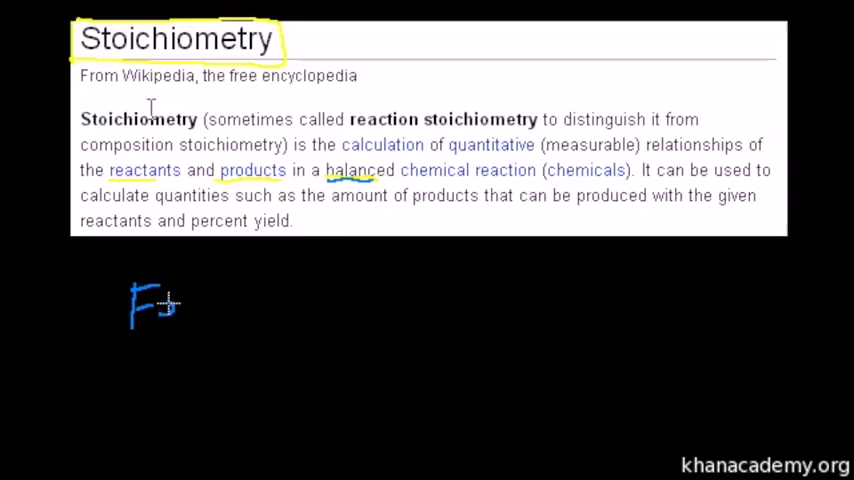 Stoichiometry
From Wikipedia, the free encyclopedia
Stoichiometry (sometimes called reaction stoichiometry to distinguish it from
composition stoichiometry) is the calculation of quantitative (measurable) relationships of
the reactants and products in a balanced chemical reaction (chemicals). It can be used to
calculate quantities such as the amount of products that can be produced with the given
reactants and percent yield.
khanacademy.org